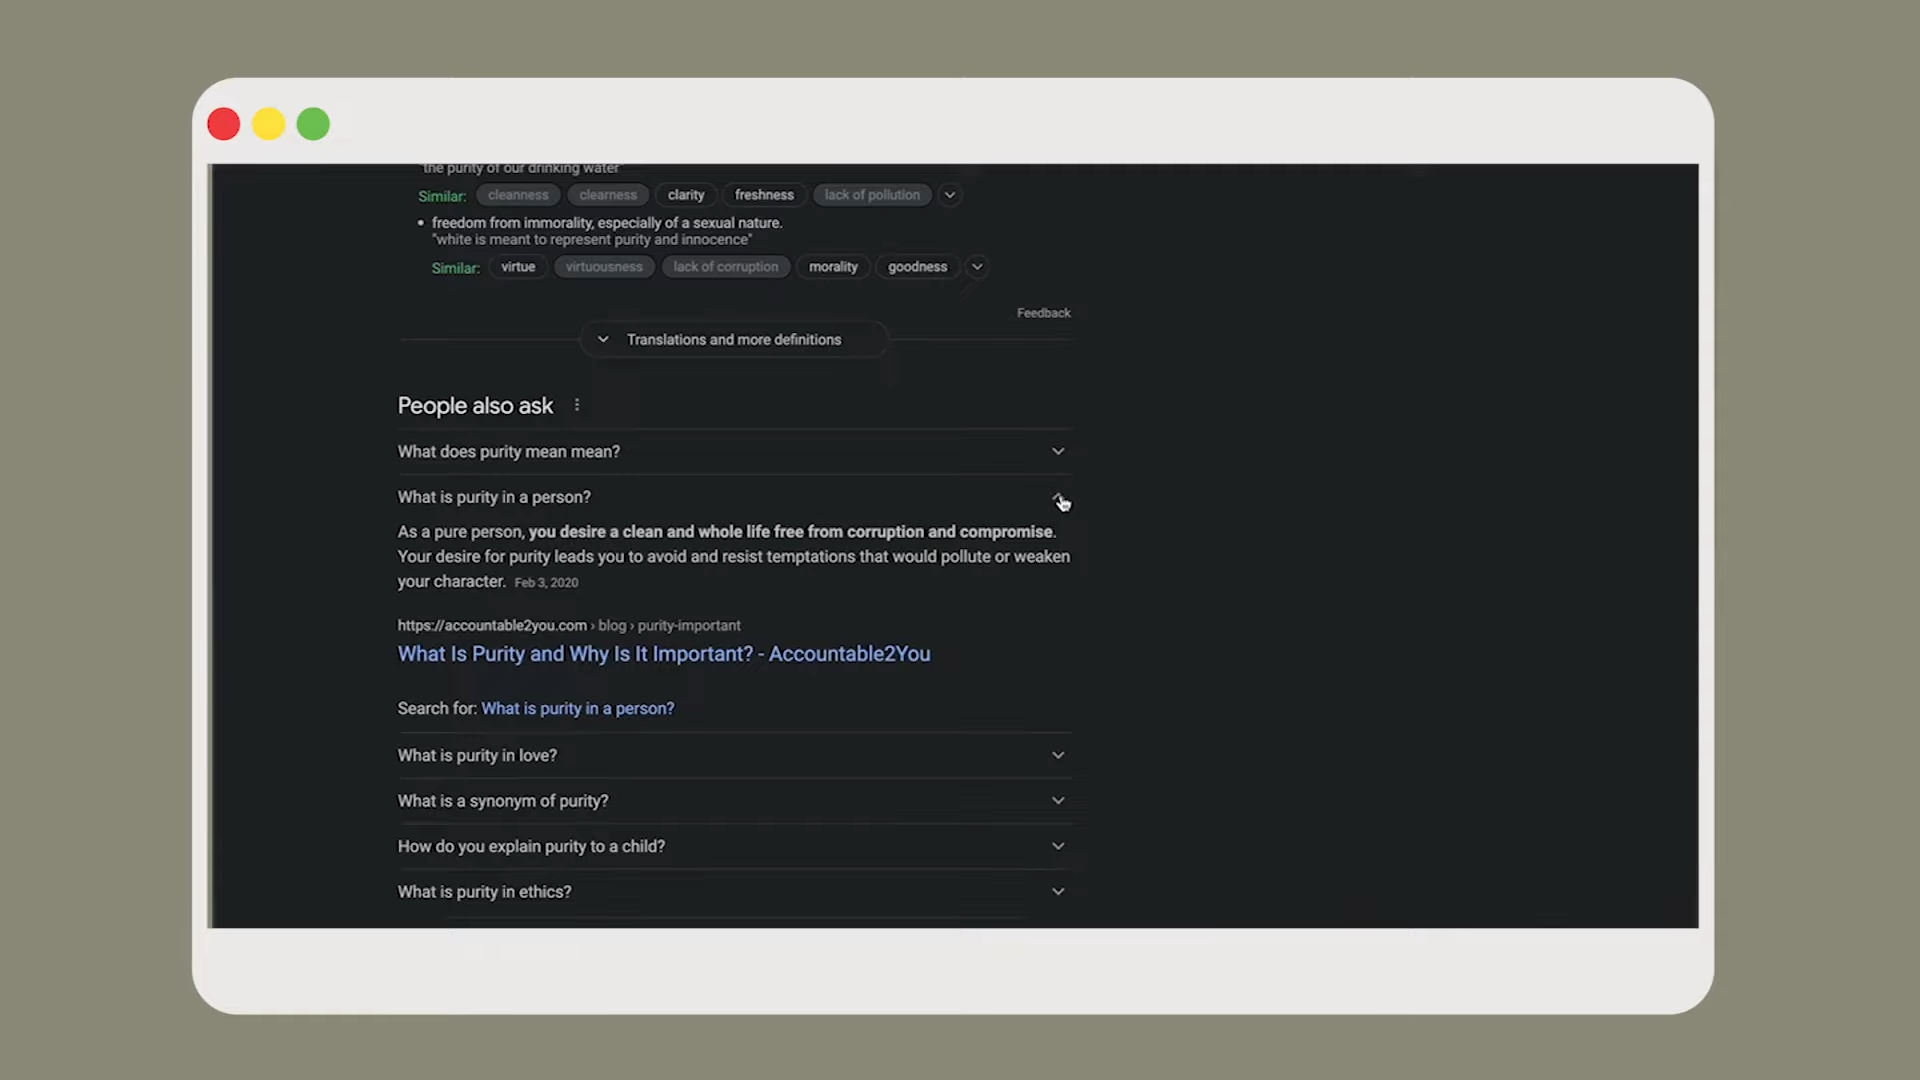 "the purity of our drinking water"
Similar: cleanness clearness clarity freshness lack of pollution
• freedom from immorality, especially of a sexual nature.
"white is meant to represent purity and innocence"
Similar: virtue virtuousness lack of corruption morality goodness
Feedback
Translations and more definitions
People also ask
What does purity mean mean?
What is purity in a person?
As a pure person, you desire a clean and whole life free from corruption and compromise.
Your desire for purity leads you to avoid and resist temptations that would pollute or weaken
your character. Feb 3, 2020
https://accountable2you.com › blog › purity-important
What Is Purity and Why Is It Important? - Accountable2You
Search for: What is purity in a person?
What is purity in love?
What is a synonym of purity?
How do you explain purity to a child?
What is purity in ethics?